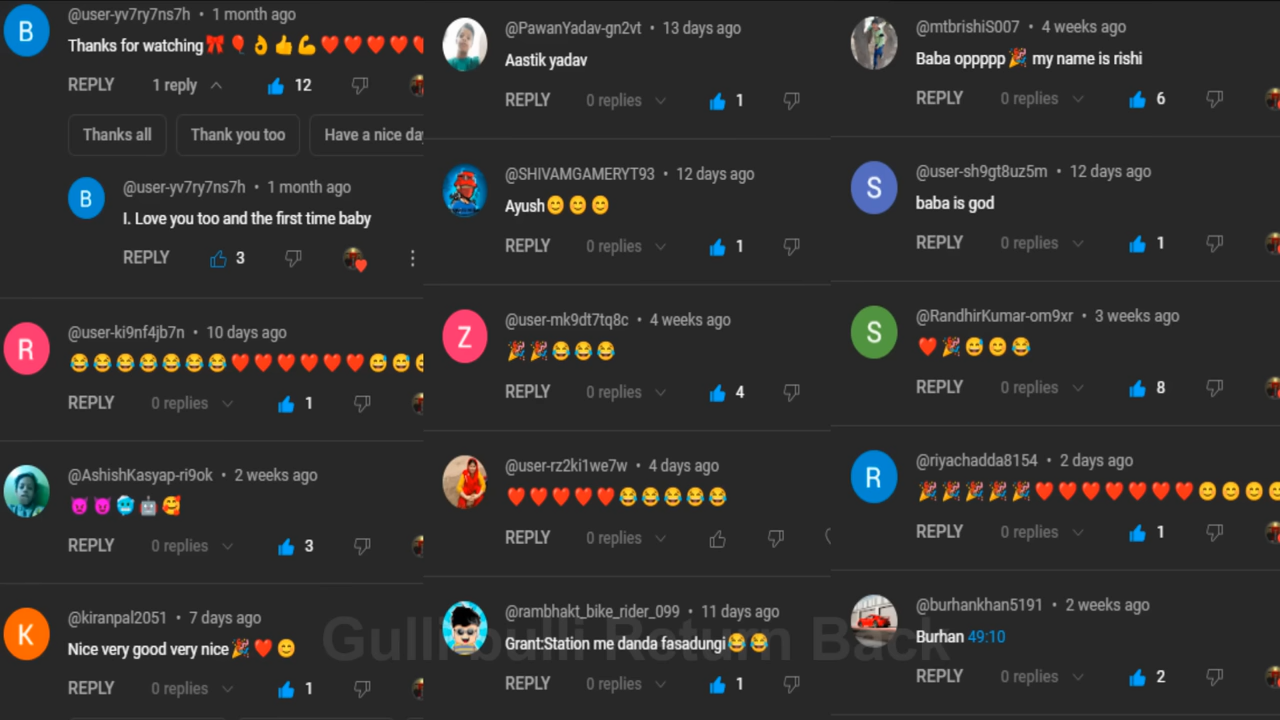 @user-yv7ry7ns7h • 1 month ago
Thanks for watching🎀🎈👌👍💪❤️❤️❤️❤️❤️
REPLY 1 reply 12
Thanks all Thank you too Have a nice da
@user-yv7ry7ns7h • 1 month ago
I. Love you too and the first time baby
REPLY 3
@user-ki9nf4jb7n • 10 days ago
😂😂😂😂😂😂😂❤️❤️❤️❤️❤️❤️😅😅😅
REPLY 0 replies 1
@AshishKasyap-ri9ok • 2 weeks ago
😈😈🥶🤖🥰
REPLY 0 replies 3
@kiranpal2051 • 7 days ago
Nice very good very nice🎉❤️😊
REPLY 0 replies 1
@PawanYadav-gn2vt • 13 days ago
Aastik yadav
REPLY 0 replies 1
@SHIVAMGAMERYT93 • 12 days ago
Ayush😊😊😊
REPLY 0 replies 1
@user-mk9dt7tq8c • 4 weeks ago
🎉🎉😂😂😂
REPLY 0 replies 4
@user-rz2ki1we7w • 4 days ago
❤️❤️❤️❤️❤️😂😂😂😂😂
REPLY 0 replies
@rambhakt_bike_rider_099 • 11 days ago
Grant:Station me danda fasadungi😂😂
REPLY 0 replies 1
@mtbrishiS007 • 4 weeks ago
Baba oppppp🎉 my name is rishi
REPLY 0 replies 6
@user-sh9gt8uz5m • 12 days ago
baba is god
REPLY 0 replies 1
@RandhirKumar-om9xr • 3 weeks ago
❤️🎉😅😊😂
REPLY 0 replies 8
@riyachadda8154 • 2 days ago
🎉🎉🎉🎉🎉❤️❤️❤️❤️❤️❤️❤️😊😊😊😊
REPLY 0 replies 1
@burhankhan5191 • 2 weeks ago
Burhan 49:10
REPLY 0 replies 2
B
B
R
K
Z
S
S
R
Gulli bulli Return Back